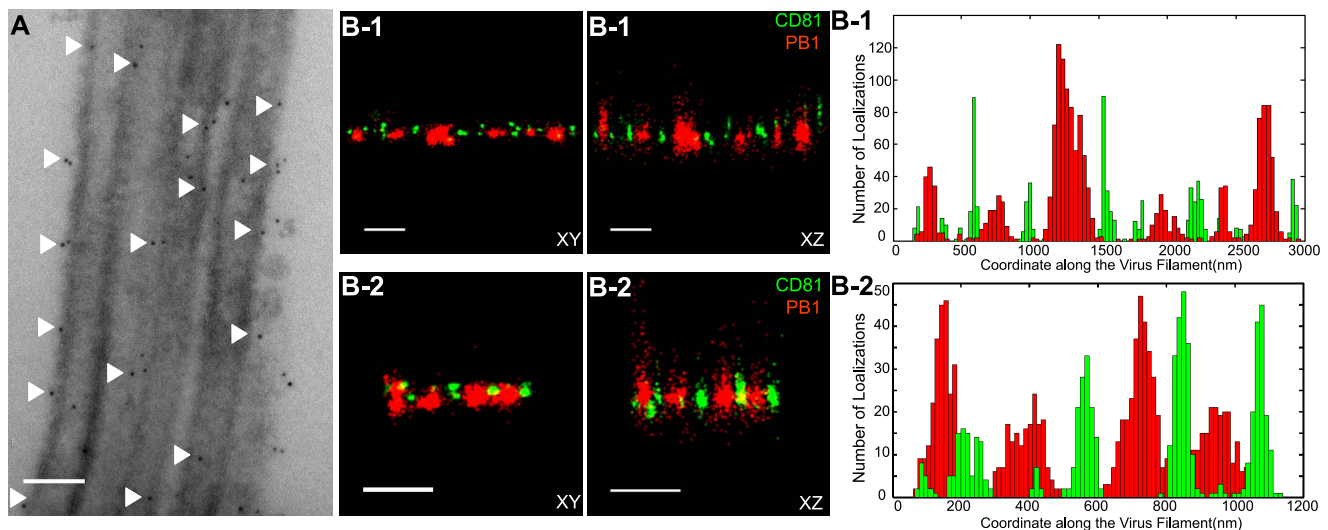 A
B-1
XY
B-1
CD81
PB1
XZ
B-1
0 500 1000 1500 2000 2500 3000
120
100
80
60
40
20
0
Number of Loalizations
Coordinate along the Virus Filament(nm)
B-2
XY
B-2
CD81
PB1
XZ
B-2
50
40
30
20
10
0
Number of Loalizations
0 200 400 600 800 1000 1200
Coordinate along the Virus Filament(nm)